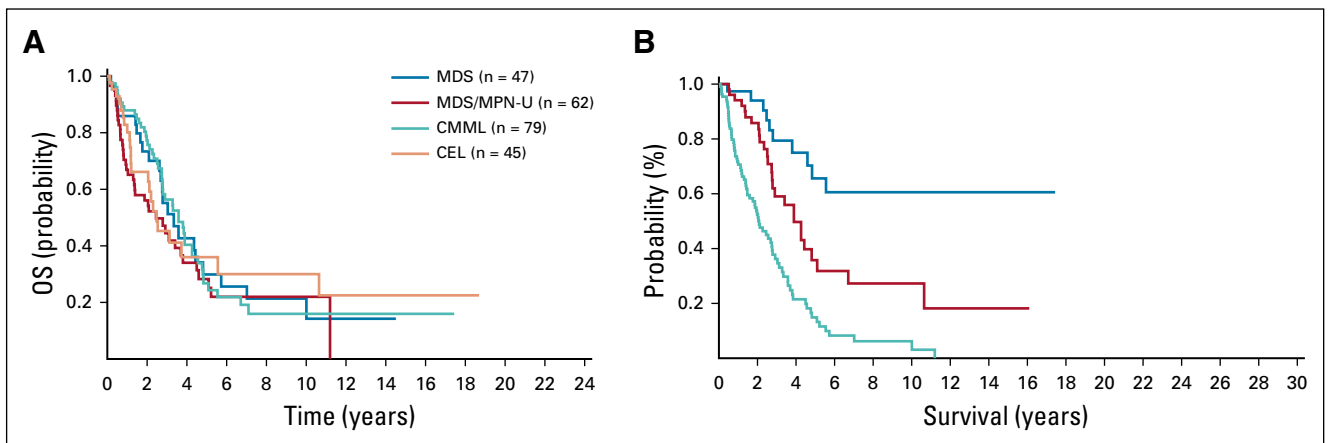 A
MDS (n = 47)
MDS/MPN-U (n = 62)
CMML (n = 79)
CEL (n = 45)
OS (probability)
1.0
0.8
0.6
0.4
0.2
0 2 4 6 8 10 12 14 16 18 20 22 24
Time (years)
B
Probability (%)
1.0
0.8
0.6
0.4
0.2
0 2 4 6 8 10 12 14 16 18 20 22 24 26 28 30
Survival (years)